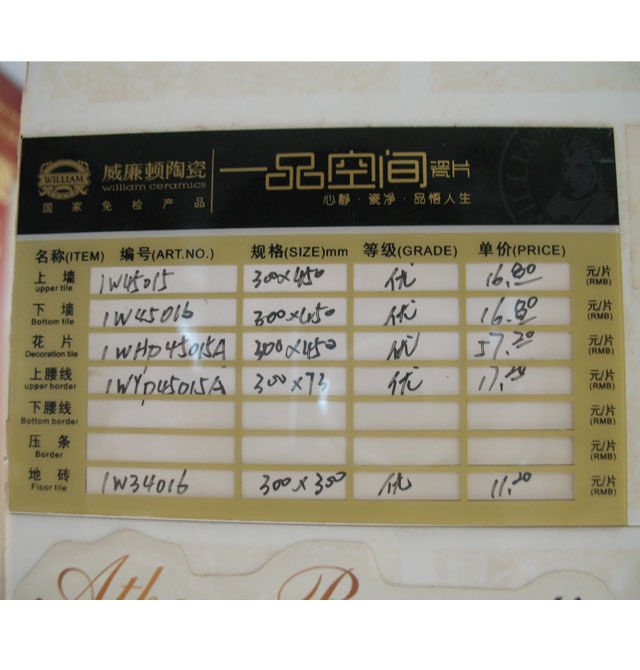 WILLIAM 威廉顿陶瓷 一品空间 瓷片
william ceramics
国家免检产品 心静·瓷净·品悟人生
名称(ITEM) 编号(ART.NO.) 规格(SIZE)mm 等级(GRADE) 单价(PRICE)
上墙 1W45015 300×450 优 16.80 元/片
upper tile (RMB)
下墙 1W45016 300×450 优 16.80 元/片
Bottom tile (RMB)
花片 1WHD45015A 300×450 优 57.20 元/片
Decoration tile (RMB)
上腰线 1WYD45015A 300×73 优 元/片
upper border (RMB)
下腰线 元/片
Bottom border (RMB)
压条 元/片
Border (RMB)
地砖 1W34016 300×300 优 11.20 元/片
Floor tile (RMB)